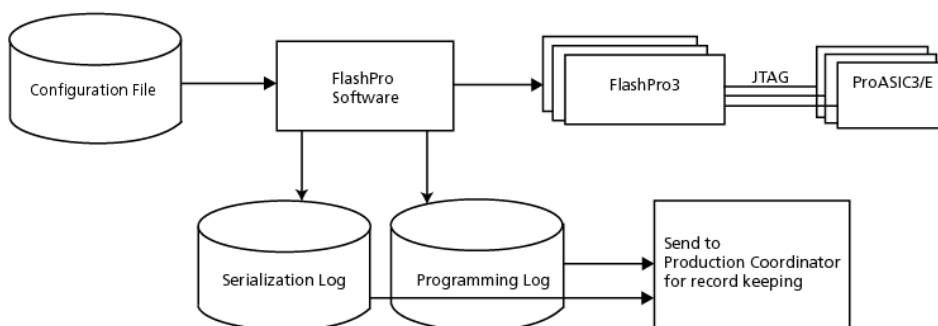 Configuration File
FlashPro
Software
FlashPro3
JTAG
ProASIC3/E
Serialization Log
Programming Log
Send to
Production Coordinator
for record keeping